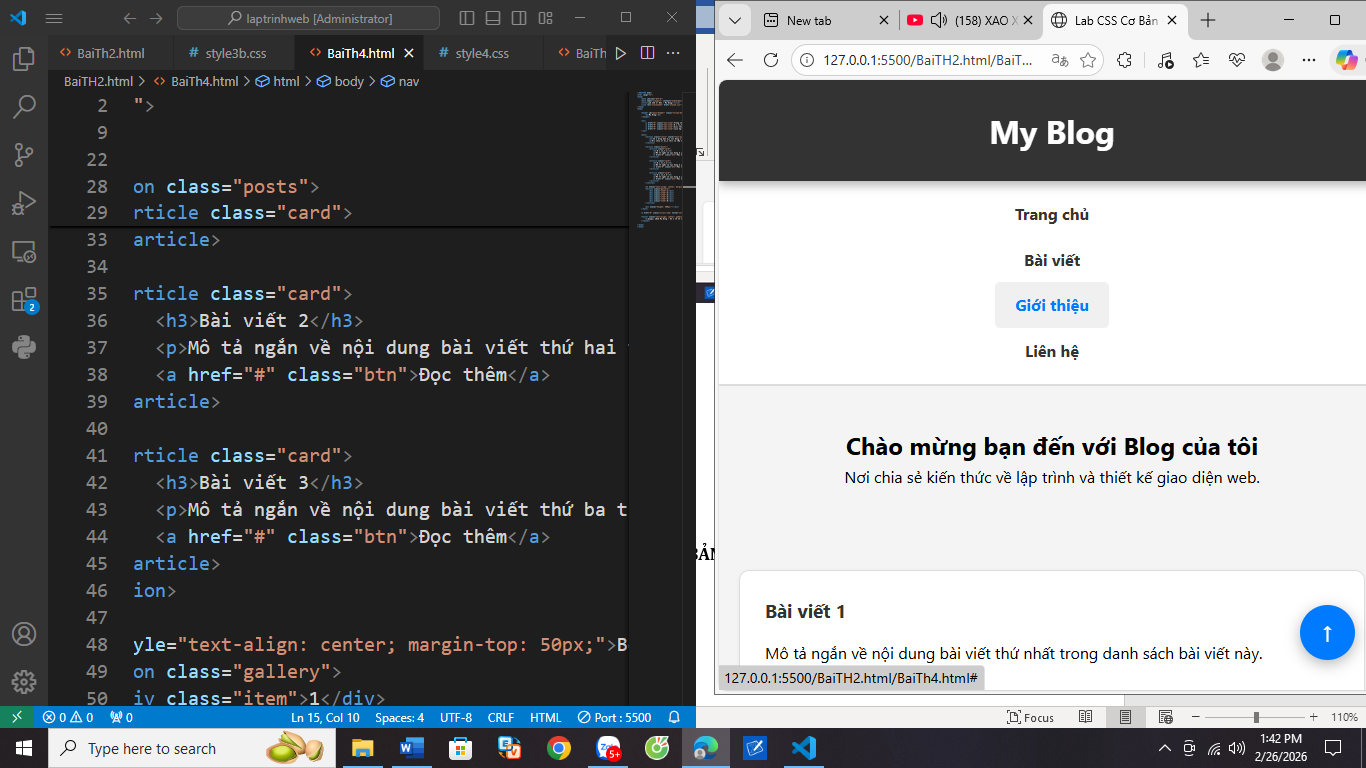 laptrinhweb [Administrator]
BaiTh2.html
style3b.css
BaiTh4.html
style4.css
BaiTh
BaiTH2.html > BaiTh4.html > html > body > nav
2 ">
9
22
28 on class="posts">
29 rticle class="card">
33 article>
34
35 rticle class="card">
36 <h3>Bài viết 2</h3>
37 <p>Mô tả ngắn về nội dung bài viết thứ hai
38 <a href="#" class="btn">Đọc thêm</a>
39 article>
40
41 rticle class="card">
42 <h3>Bài viết 3</h3>
43 <p>Mô tả ngắn về nội dung bài viết thứ ba t
44 <a href="#" class="btn">Đọc thêm</a>
45 article>
46 ion>
47
48 yle="text-align: center; margin-top: 50px;">B
49 on class="gallery">
50 iv class="item">1</div>
2
0 0 0 Ln 15, Col 10 Spaces: 4 UTF-8 CRLF HTML Port : 5500
New tab
(158) XAO X
Lab CSS Cơ Bản
127.0.0.1:5500/BaiTH2.html/BaiT...
My Blog
Trang chủ
Bài viết
Giới thiệu
Liên hệ
Chào mừng bạn đến với Blog của tôi
Nơi chia sẻ kiến thức về lập trình và thiết kế giao diện web.
Bài viết 1
Mô tả ngắn về nội dung bài viết thứ nhất trong danh sách bài viết này.
↑
127.0.0.1:5500/BaiTH2.html/BaiTh4.html#
BẢN
Focus
110%
Type here to search
Zalo
5+
1:42 PM
2/26/2026